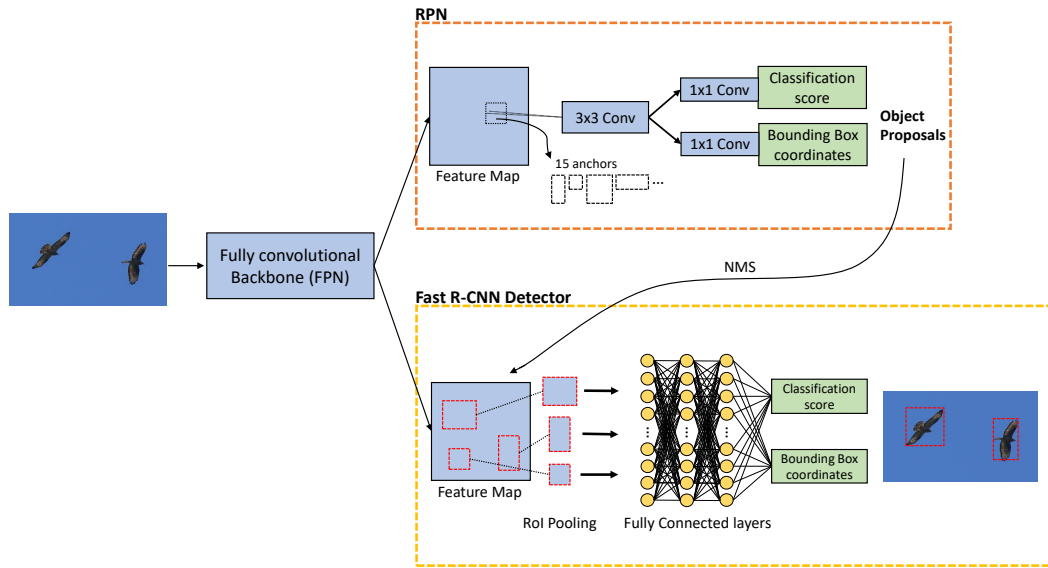 RPN
Feature Map
15 anchors
...
3x3 Conv
1x1 Conv
Classification
score
1x1 Conv
Bounding Box
coordinates
Object
Proposals
Fully convolutional
Backbone (FPN)
NMS
Fast R-CNN Detector
Feature Map
RoI Pooling
Fully Connected layers
Classification
score
Bounding Box
coordinates